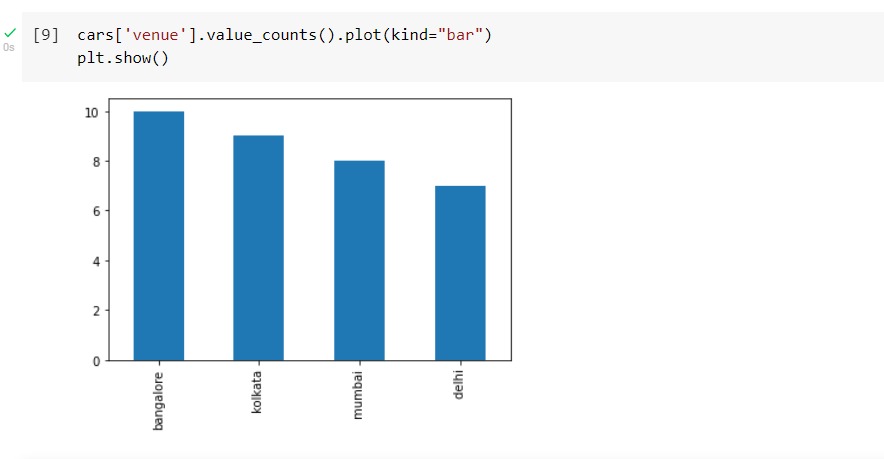 [9] cars['venue'].value_counts().plot(kind="bar")
0s
plt.show()
10
8
6
4
2
0
bangalore
kolkata
mumbai
delhi